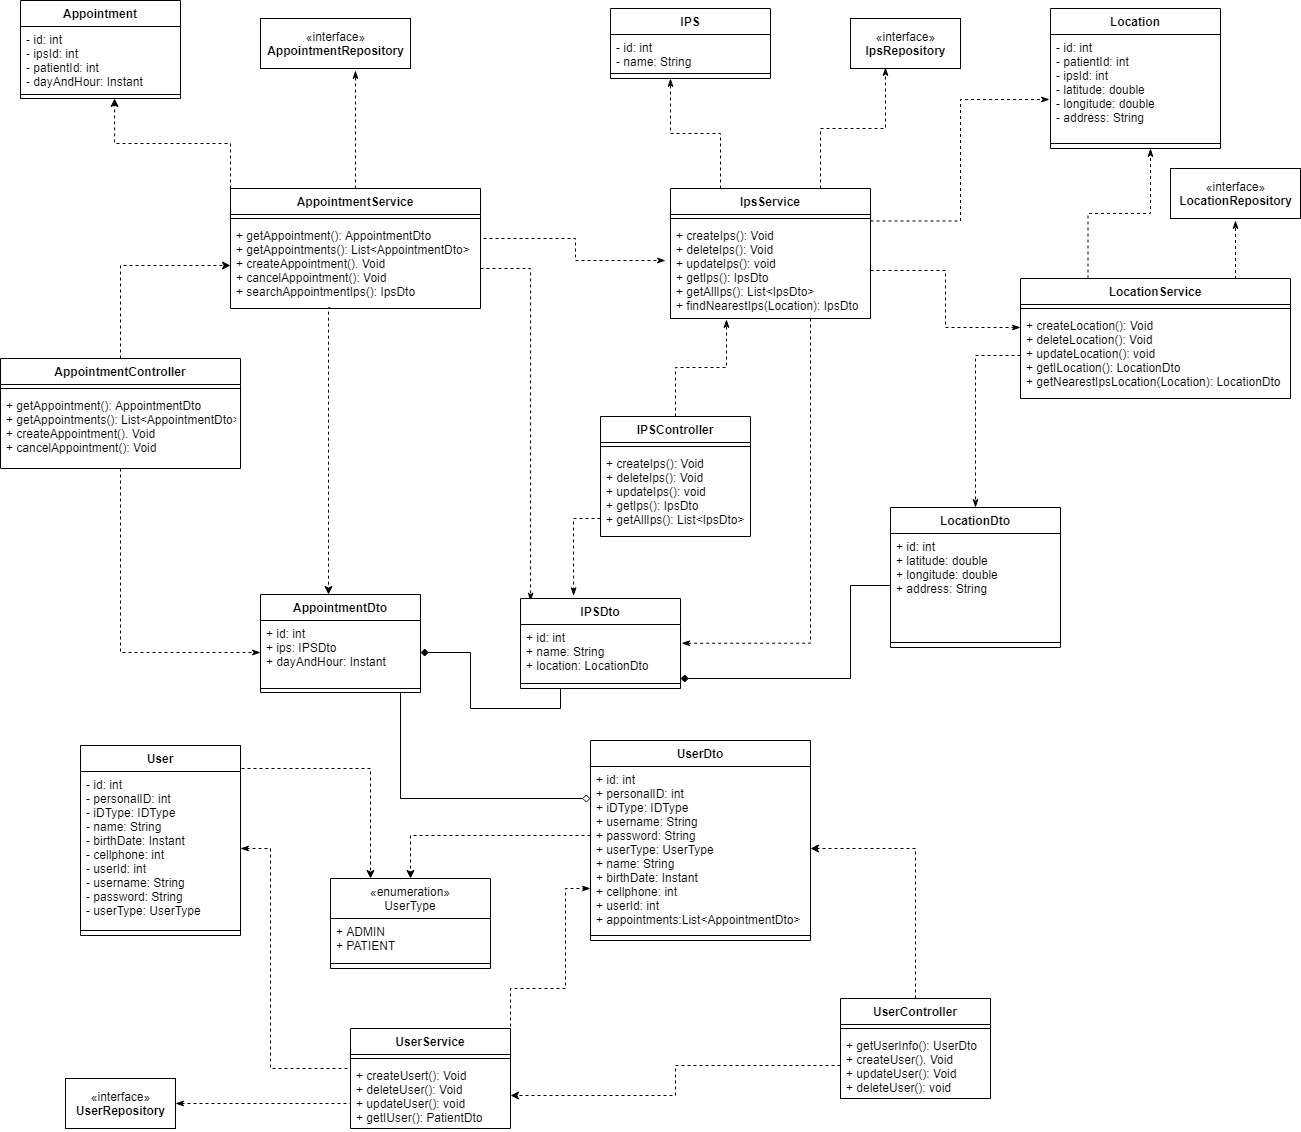 Appointment
- id: int
- ipsId: int
- patientId: int
- dayAndHour: Instant
«interface»
AppointmentRepository
IPS
- id: int
- name: String
«interface»
IpsRepository
Location
- id: int
- patientId: int
- ipsId: int
- latitude: double
- longitude: double
- address: String
«interface»
LocationRepository
AppointmentService
+ getAppointment(): AppointmentDto
+ getAppointments(): List<AppointmentDto>
+ createAppointment(). Void
+ cancelAppointment(): Void
+ searchAppointmentIps(): IpsDto
IpsService
+ createIps(): Void
+ deleteIps(): Void
+ updateIps(): void
+ getIps(): IpsDto
+ getAllIps(): List<IpsDto>
+ findNearestIps(Location): IpsDto
LocationService
+ createLocation(): Void
+ deleteLocation(): Void
+ updateLocation(): void
+ getlLocation(): LocationDto
+ getNearestIpsLocation(Location): LocationDto
AppointmentController
+ getAppointment(): AppointmentDto
+ getAppointments(): List<AppointmentDto>
+ createAppointment(). Void
+ cancelAppointment(): Void
IPSController
+ createIps(): Void
+ deleteIps(): Void
+ updateIps(): void
+ getIps(): IpsDto
+ getAllIps(): List<IpsDto>
LocationDto
+ id: int
+ latitude: double
+ longitude: double
+ address: String
AppointmentDto
+ id: int
+ ips: IPSDto
+ dayAndHour: Instant
IPSDto
+ id: int
+ name: String
+ location: LocationDto
User
- id: int
- personalID: int
- iDType: IDType
- name: String
- birthDate: Instant
- cellphone: int
- userId: int
- username: String
- password: String
- userType: UserType
«enumeration»
UserType
+ ADMIN
+ PATIENT
UserDto
+ id: int
+ personalID: int
+ iDType: IDType
+ username: String
+ password: String
+ userType: UserType
+ name: String
+ birthDate: Instant
+ cellphone: int
+ userId: int
+ appointments:List<AppointmentDto>
UserController
+ getUserInfo(): UserDto
+ createUser(). Void
+ updateUser(): Void
+ deleteUser(): void
UserService
+ createUsert(): Void
+ deleteUser(): Void
+ updateUser(): void
+ getlUser(): PatientDto
«interface»
UserRepository